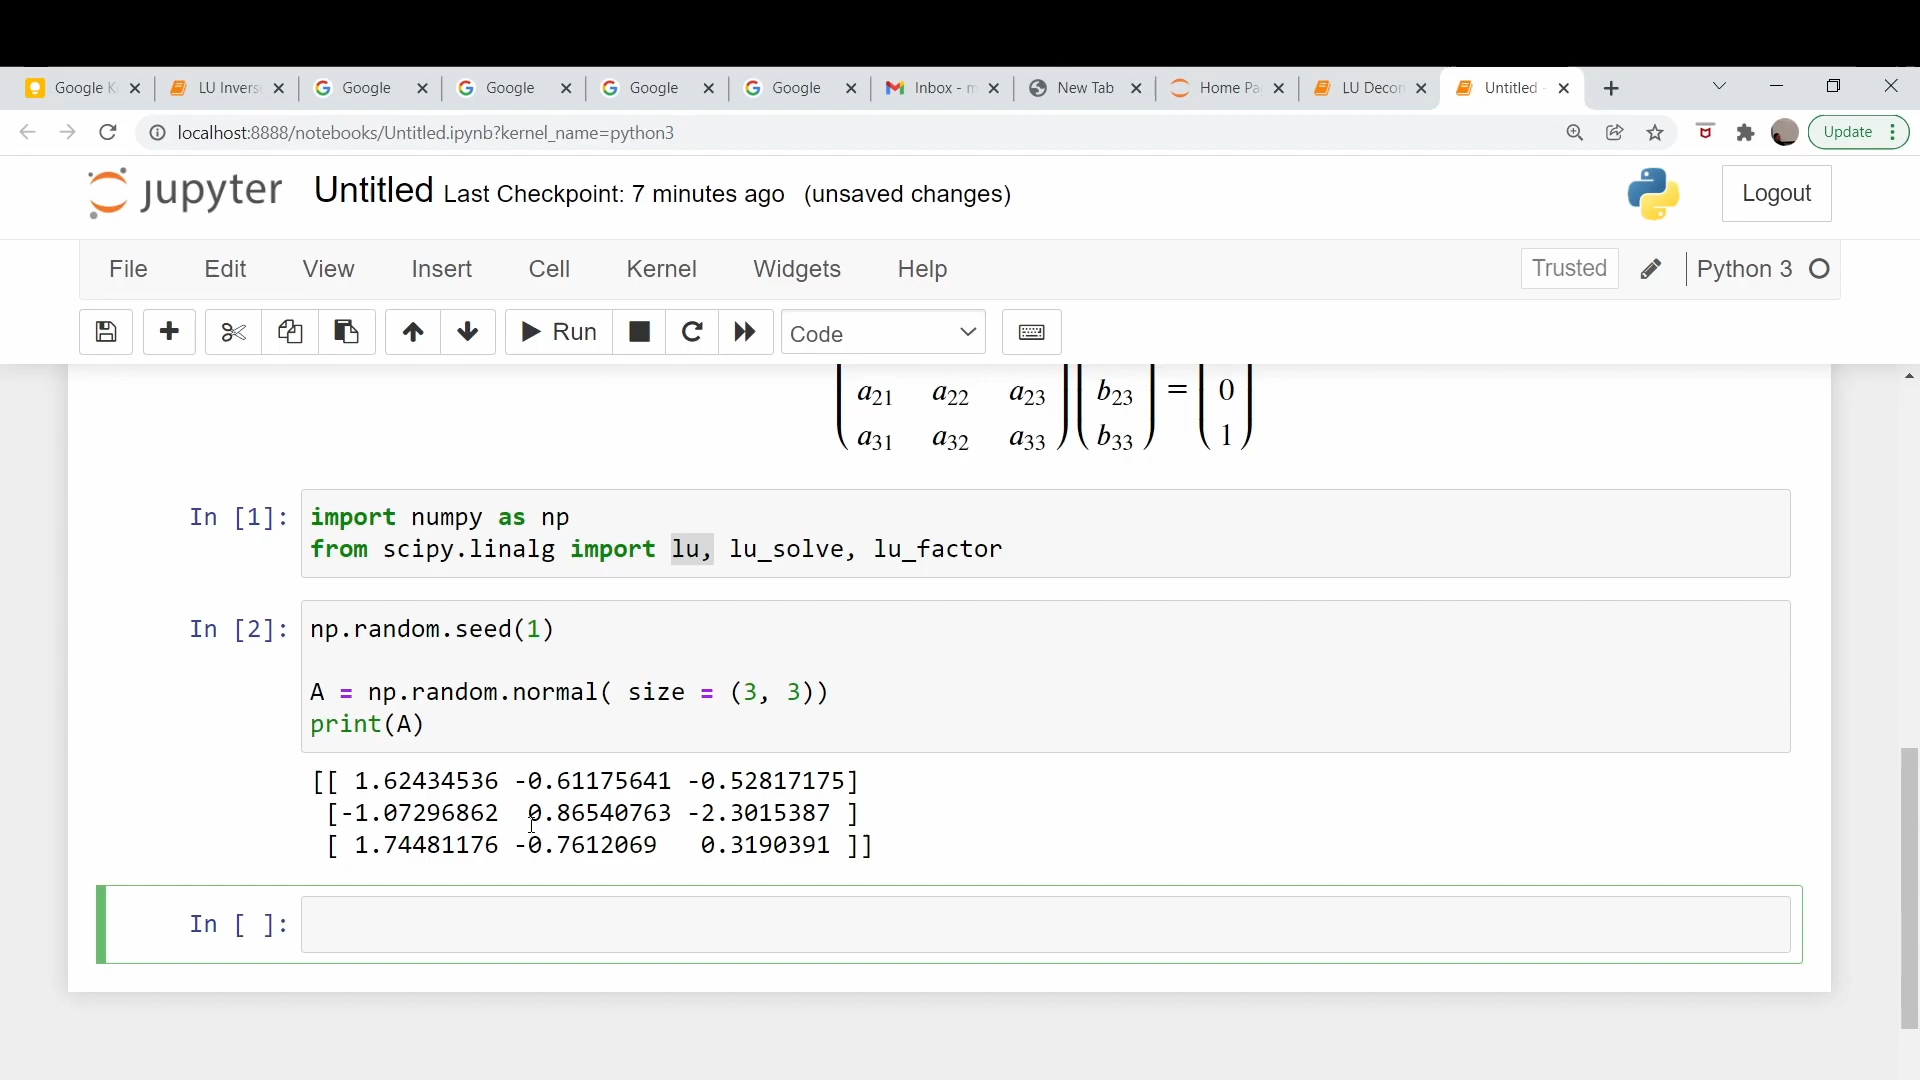 Google K
LU Invers
Google
Google
Google
Google
Inbox - m
New Tab
Home Pa
LU Decor
Untitled -
localhost:8888/notebooks/Untitled.ipynb?kernel_name=python3
Update
jupyter Untitled Last Checkpoint: 7 minutes ago (unsaved changes)
Logout
File Edit View Insert Cell Kernel Widgets Help
Trusted
Python 3
Run
Code
a21 a22 a23 b23 = 0
a31 a32 a33 b33 1
In [1]: import numpy as np
from scipy.linalg import lu, lu_solve, lu_factor
In [2]: np.random.seed(1)
A = np.random.normal( size = (3, 3))
print(A)
[[ 1.62434536 -0.61175641 -0.52817175]
[-1.07296862 0.86540763 -2.3015387 ]
[ 1.74481176 -0.7612069 0.3190391 ]]
In [ ]: